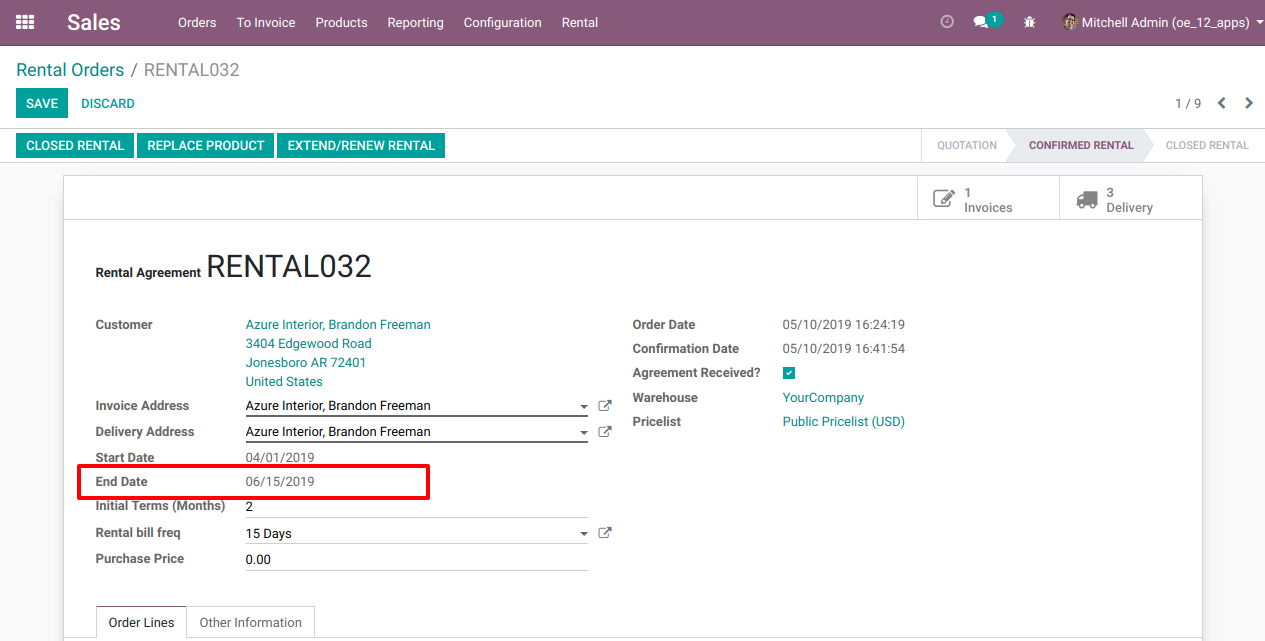 Sales Orders To Invoice Products Reporting Configuration Rental 1 Mitchell Admin (oe_12_apps)
Rental Orders / RENTAL032
SAVE DISCARD 1 / 9
CLOSED RENTAL REPLACE PRODUCT EXTEND/RENEW RENTAL QUOTATION CONFIRMED RENTAL CLOSED RENTAL
1 Invoices
3 Delivery
Rental Agreement RENTAL032
Customer Azure Interior, Brandon Freeman
3404 Edgewood Road
Jonesboro AR 72401
United States
Invoice Address Azure Interior, Brandon Freeman
Delivery Address Azure Interior, Brandon Freeman
Start Date 04/01/2019
End Date 06/15/2019
Initial Terms (Months) 2
Rental bill freq 15 Days
Purchase Price 0.00
Order Date 05/10/2019 16:24:19
Confirmation Date 05/10/2019 16:41:54
Agreement Received?
Warehouse YourCompany
Pricelist Public Pricelist (USD)
Order Lines Other Information